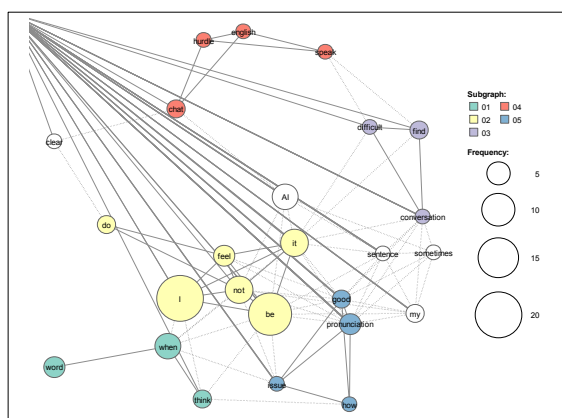 hurdle
english
speak
chat
difficult
find
clear
AI
conversation
do
it
feel
sentence
sometimes
not
I
good
be
my
pronunciation
when
word
issue
think
how
Subgraph:
01 04
02 05
03
Frequency:
5
10
15
20